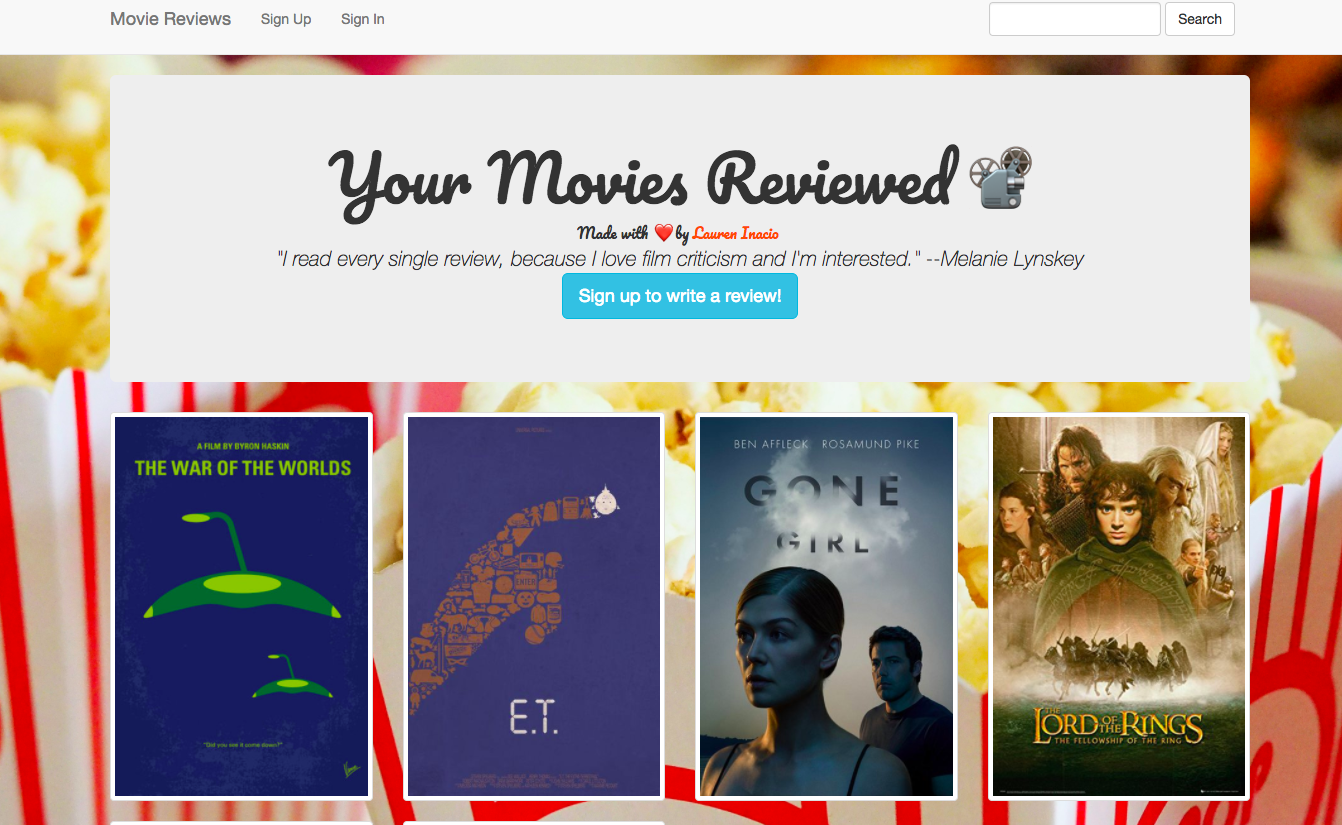 Movie Reviews Sign Up Sign In Search
Your Movies Reviewed
Made with ❤️ by Lauren Inacio
"I read every single review, because I love film criticism and I'm interested." --Melanie Lynskey
Sign up to write a review!
A FILM BY BYRON HASKIN
THE WAR OF THE WORLDS
"Did you see it come down?"
ENTER
E.T.
BEN AFFLECK ROSAMUND PIKE
GONE
GIRL
THE
LORD OF THE RINGS
THE FELLOWSHIP OF THE RING